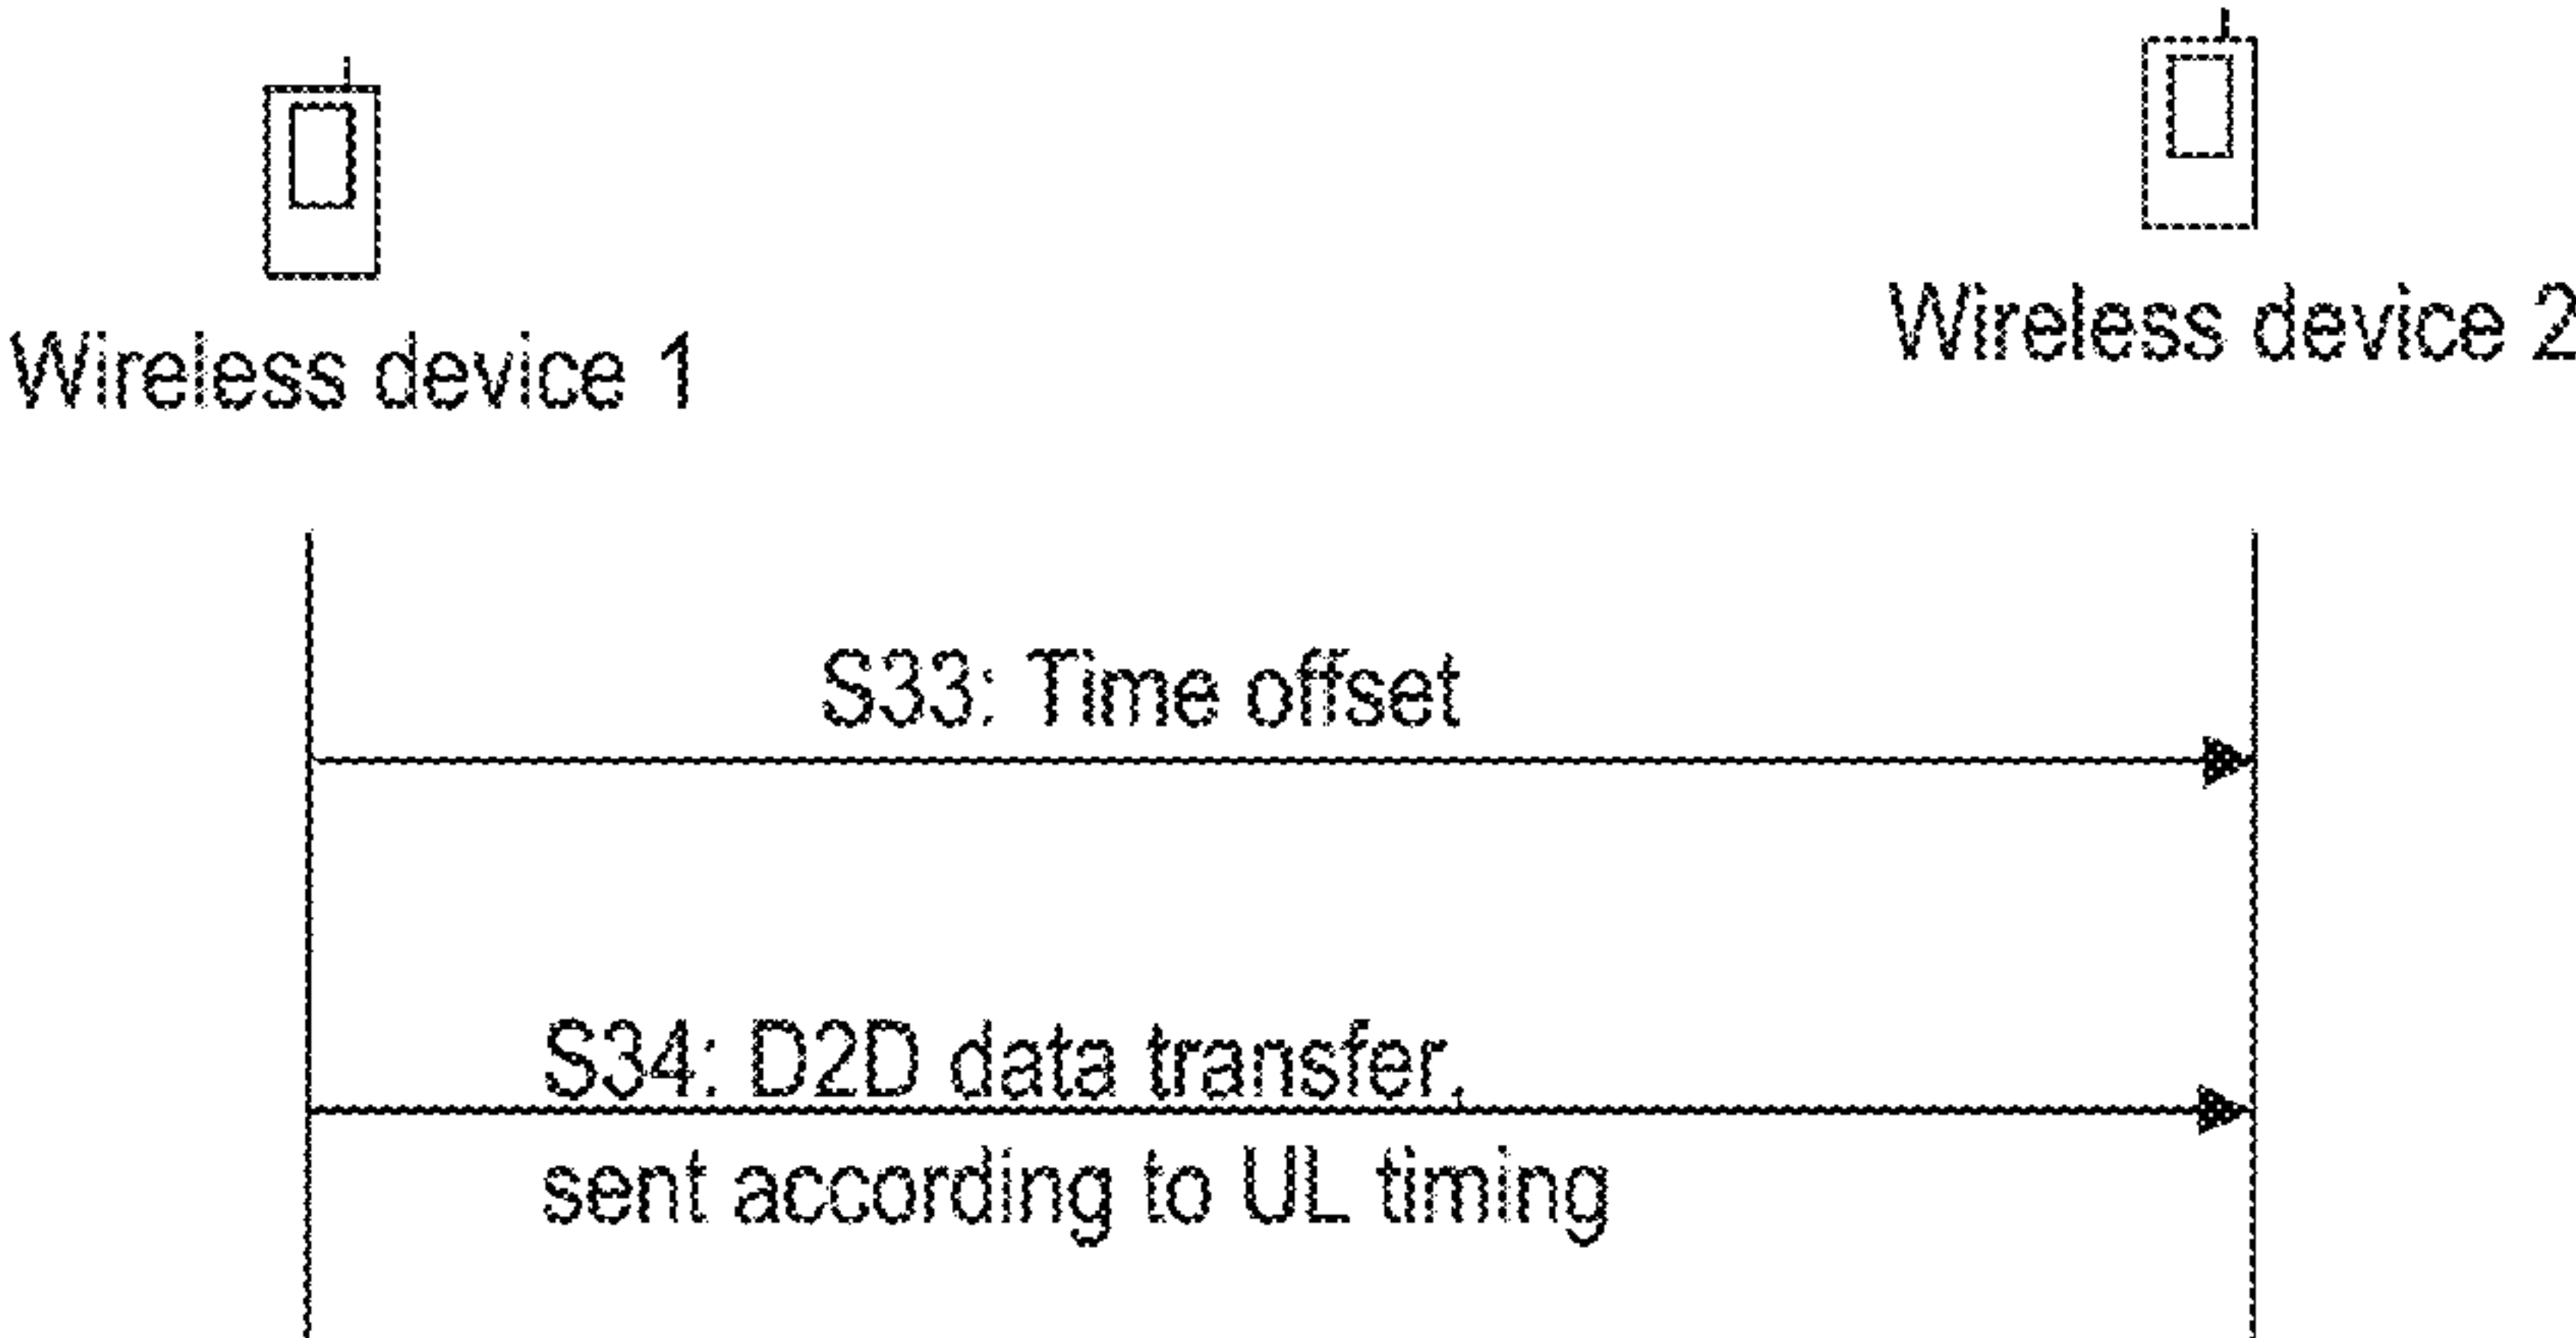 Wireless device 1
Wireless device 2
S33: Time offset
S34: D2D data transfer,
sent according to UL timing